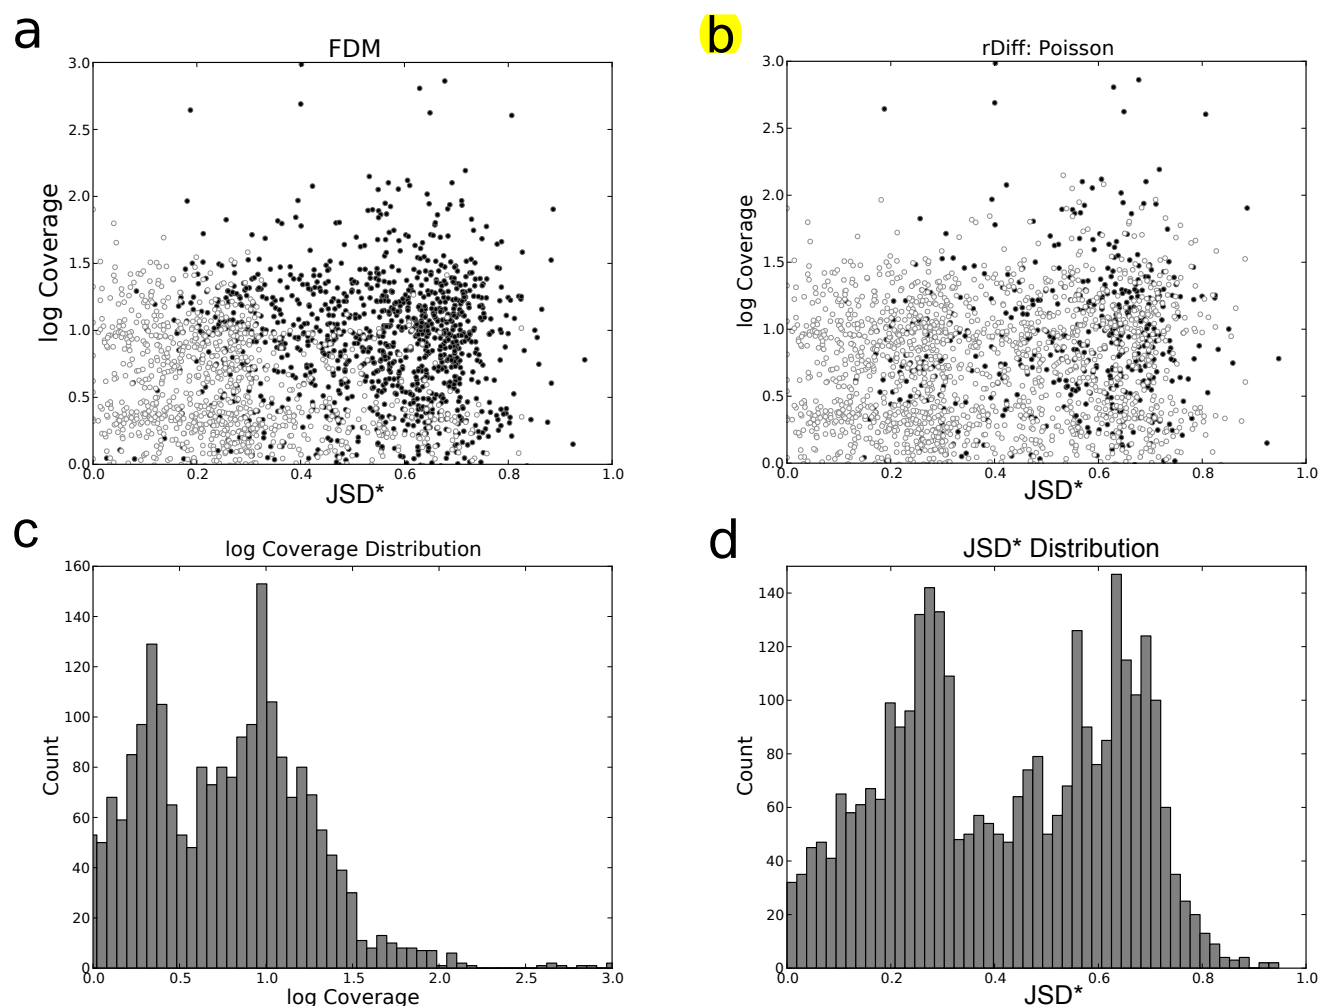 a
FDM
3.0
2.5
2.0
1.5
1.0
0.5
0.0
log Coverage
0.0 0.2 0.4 0.6 0.8 1.0
JSD*
b
rDiff: Poisson
3.0
2.5
2.0
1.5
1.0
0.5
0.0
log Coverage
0.0 0.2 0.4 0.6 0.8 1.0
JSD*
c
log Coverage Distribution
160
140
120
100
80
60
40
20
0
Count
0.0 0.5 1.0 1.5 2.0 2.5 3.0
log Coverage
d
JSD* Distribution
140
120
100
80
60
40
20
0
Count
0.0 0.2 0.4 0.6 0.8 1.0
JSD*